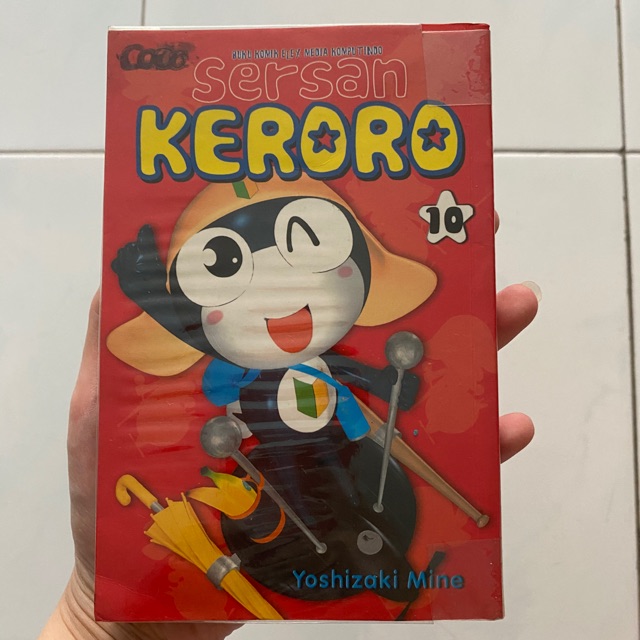 CoCo
BUKU KOMIK ELEX MEDIA KOMPUTINDO
sersan
KERORO
10
Yoshizaki Mine